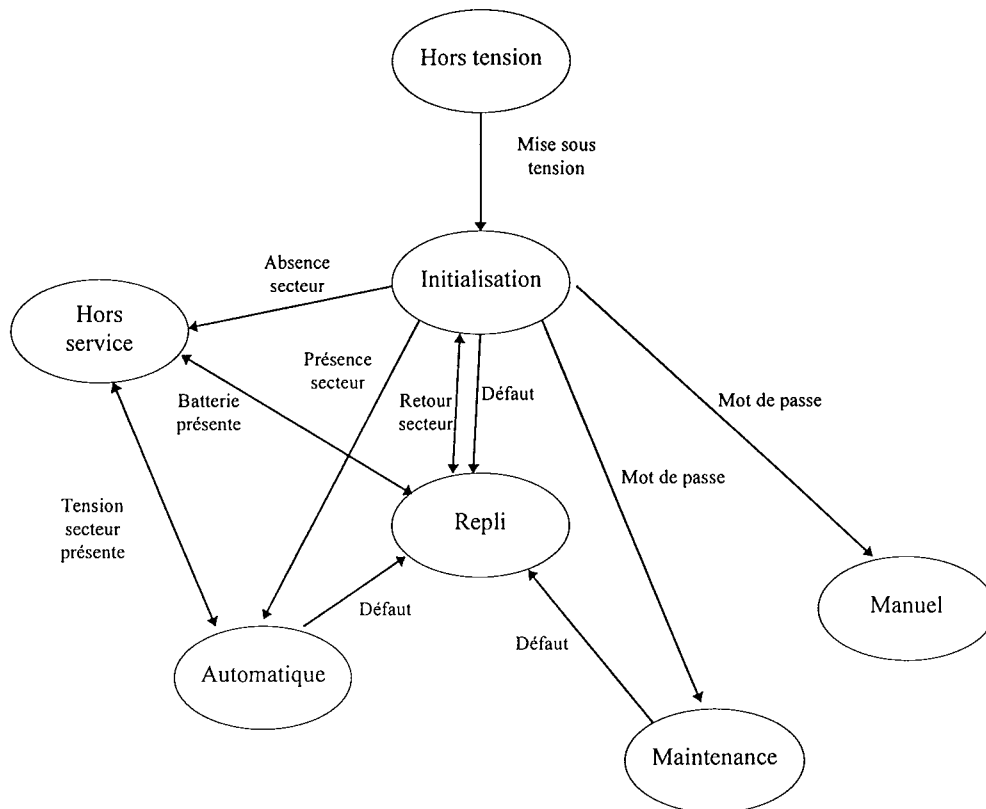 Hors tension
Mise sous
tension
Initialisation
Absence
secteur
Hors
service
Présence
secteur
Retour
secteur
Défaut
Batterie
présente
Mot de passe
Mot de passe
Tension
secteur
présente
Repli
Défaut
Manuel
Défaut
Automatique
Maintenance